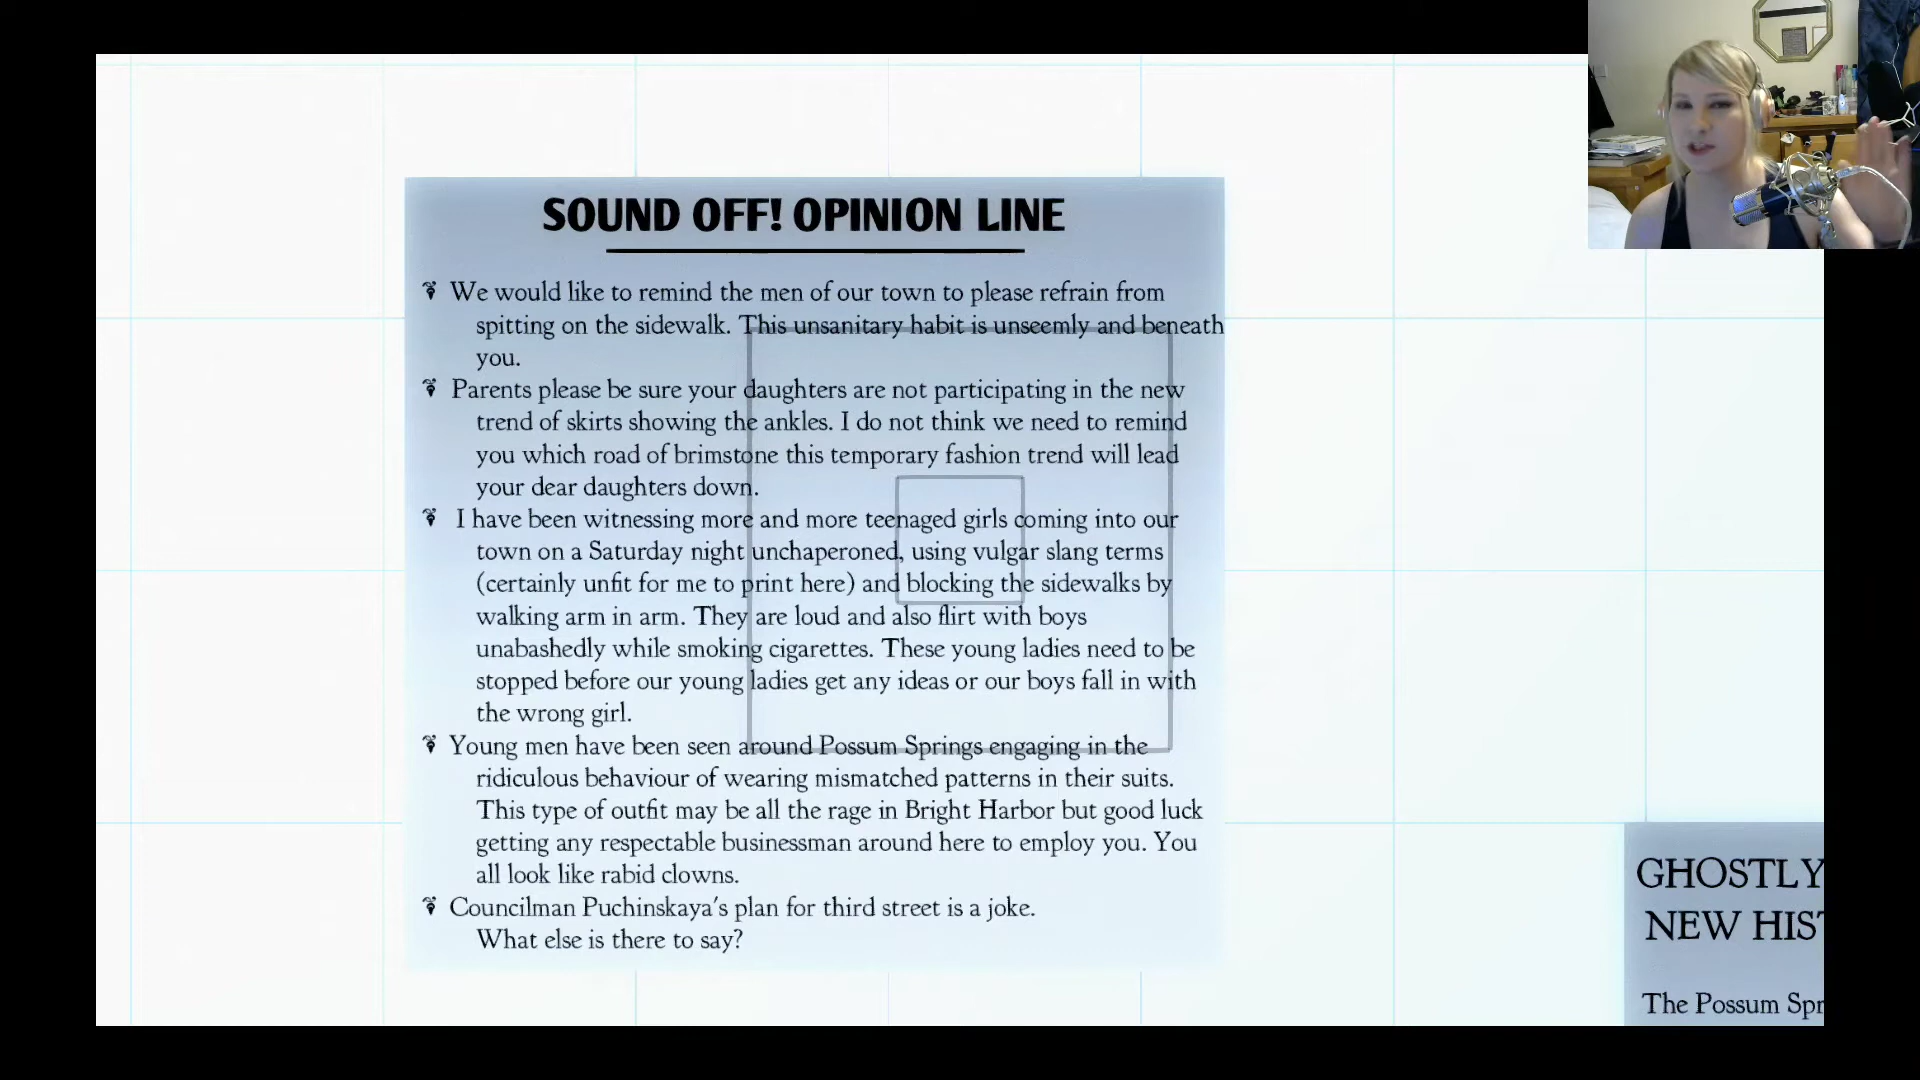 SOUND OFF! OPINION LINE
We would like to remind the men of our town to please refrain from
spitting on the sidewalk. This unsanitary habit is unseemly and beneath
you.
Parents please be sure your daughters are not participating in the new
trend of skirts showing the ankles. I do not think we need to remind
you which road of brimstone this temporary fashion trend will lead
your dear daughters down.
I have been witnessing more and more teenaged girls coming into our
town on a Saturday night unchaperoned, using vulgar slang terms
(certainly unfit for me to print here) and blocking the sidewalks by
walking arm in arm. They are loud and also flirt with boys
unabashedly while smoking cigarettes. These young ladies need to be
stopped before our young ladies get any ideas or our boys fall in with
the wrong girl.
Young men have been seen around Possum Springs engaging in the
ridiculous behaviour of wearing mismatched patterns in their suits.
This type of outfit may be all the rage in Bright Harbor but good luck
getting any respectable businessman around here to employ you. You
all look like rabid clowns.
Councilman Puchinskaya's plan for third street is a joke.
What else is there to say?
GHOSTLY
NEW HIST
The Possum Spr